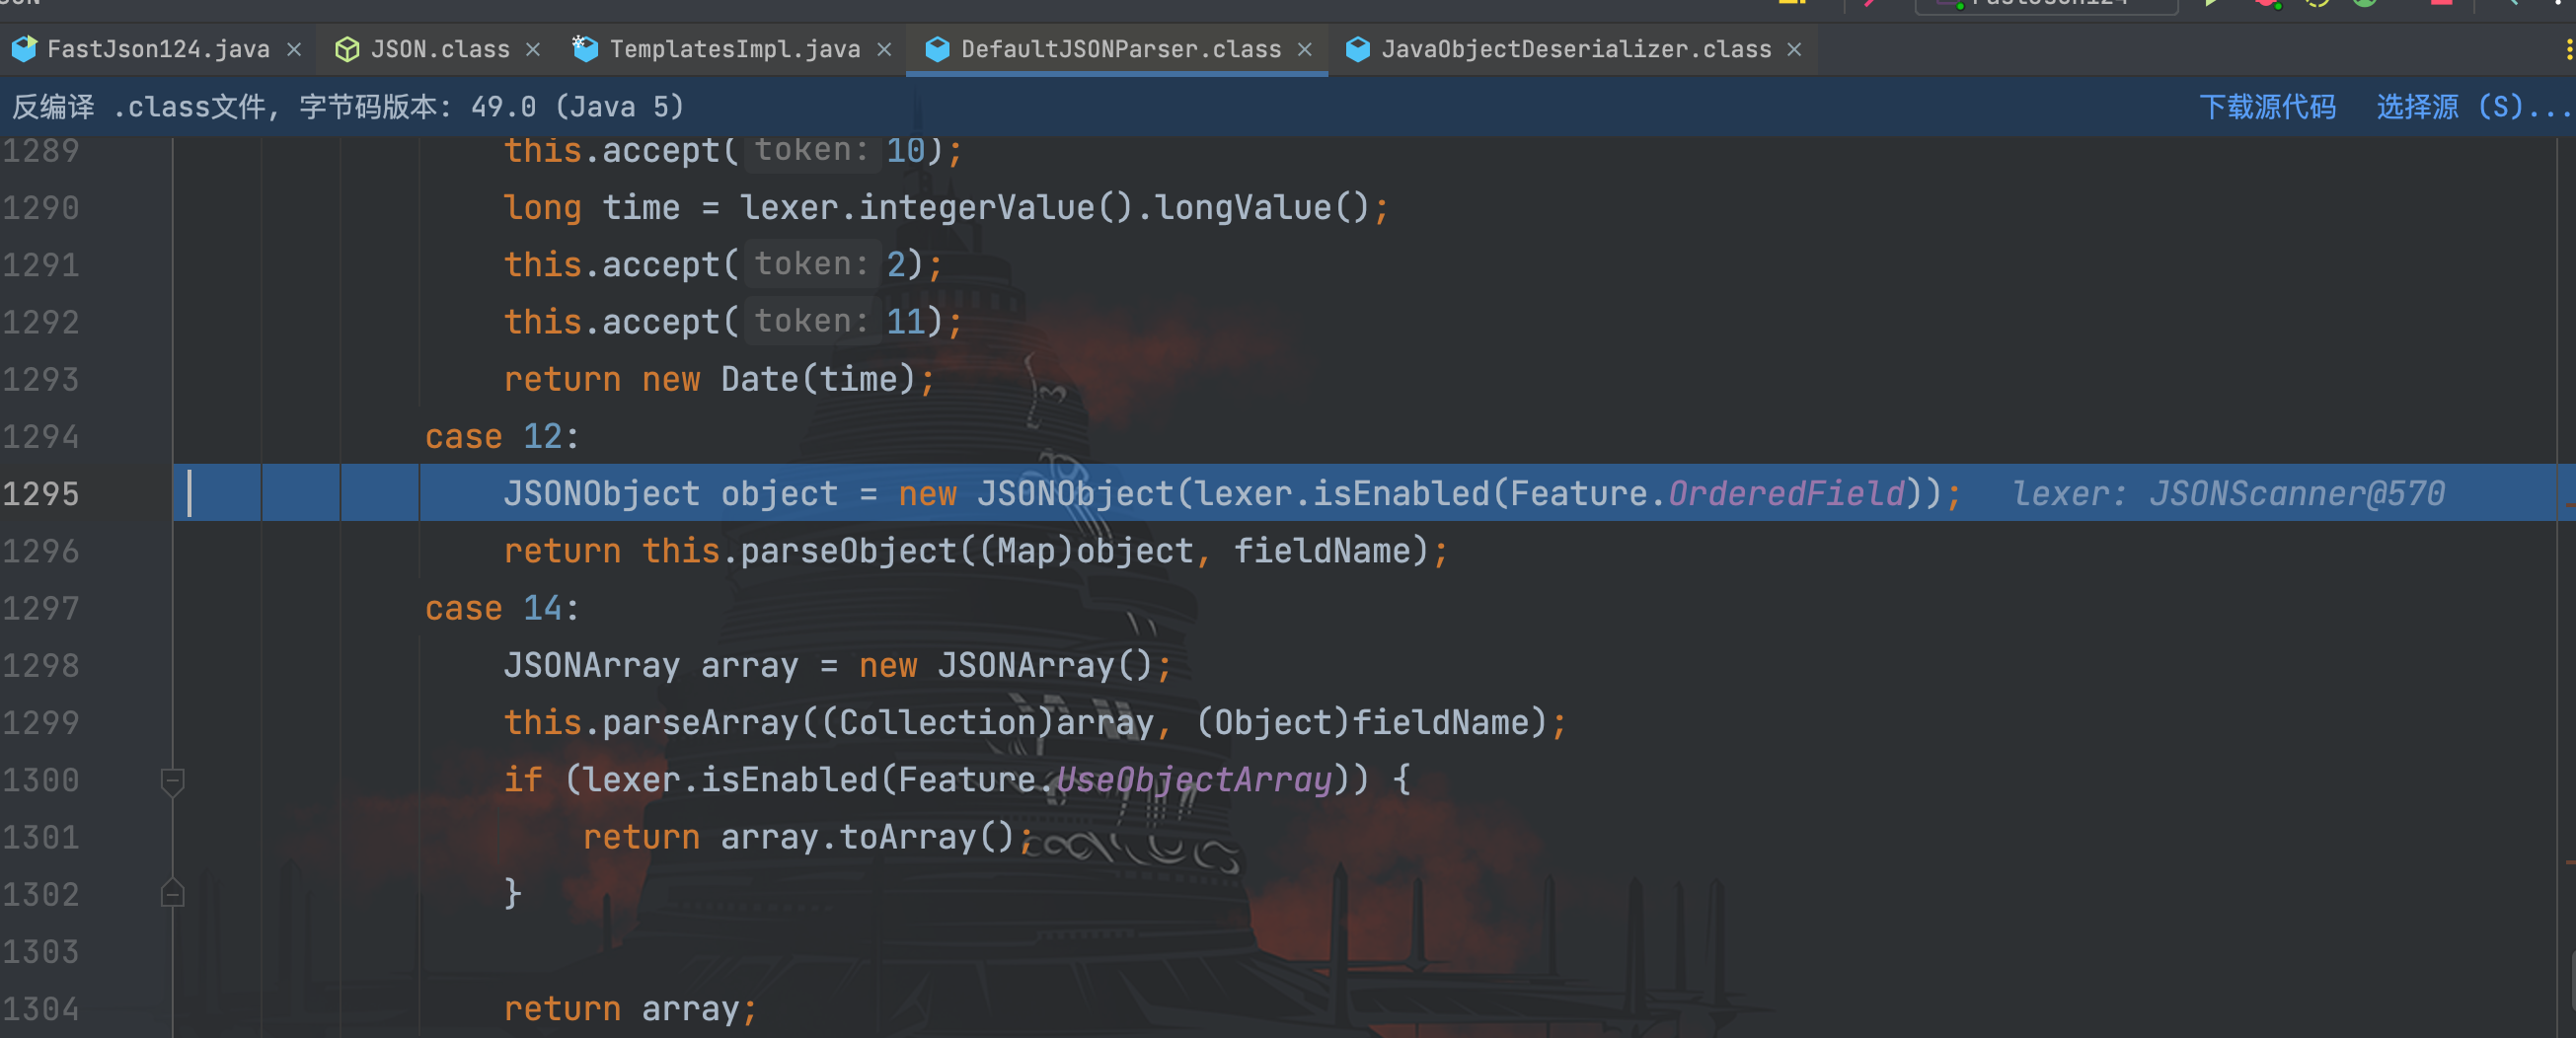 FastJson124.java JSON.class TemplatesImpl.java DefaultJSONParser.class JavaObjectDeserializer.class
反编译 .class文件, 字节码版本: 49.0 (Java 5) 下载源代码 选择源 (S)...
1289 this.accept( token: 10);
1290 long time = lexer.integerValue().longValue();
1291 this.accept( token: 2);
1292 this.accept( token: 11);
1293 return new Date(time);
1294 case 12:
1295 JSONObject object = new JSONObject(lexer.isEnabled(Feature.OrderedField)); lexer: JSONScanner@570
1296 return this.parseObject((Map)object, fieldName);
1297 case 14:
1298 JSONArray array = new JSONArray();
1299 this.parseArray((Collection)array, (Object)fieldName);
1300 if (lexer.isEnabled(Feature.UseObjectArray)) {
1301 return array.toArray();
1302 }
1303
1304 return array;